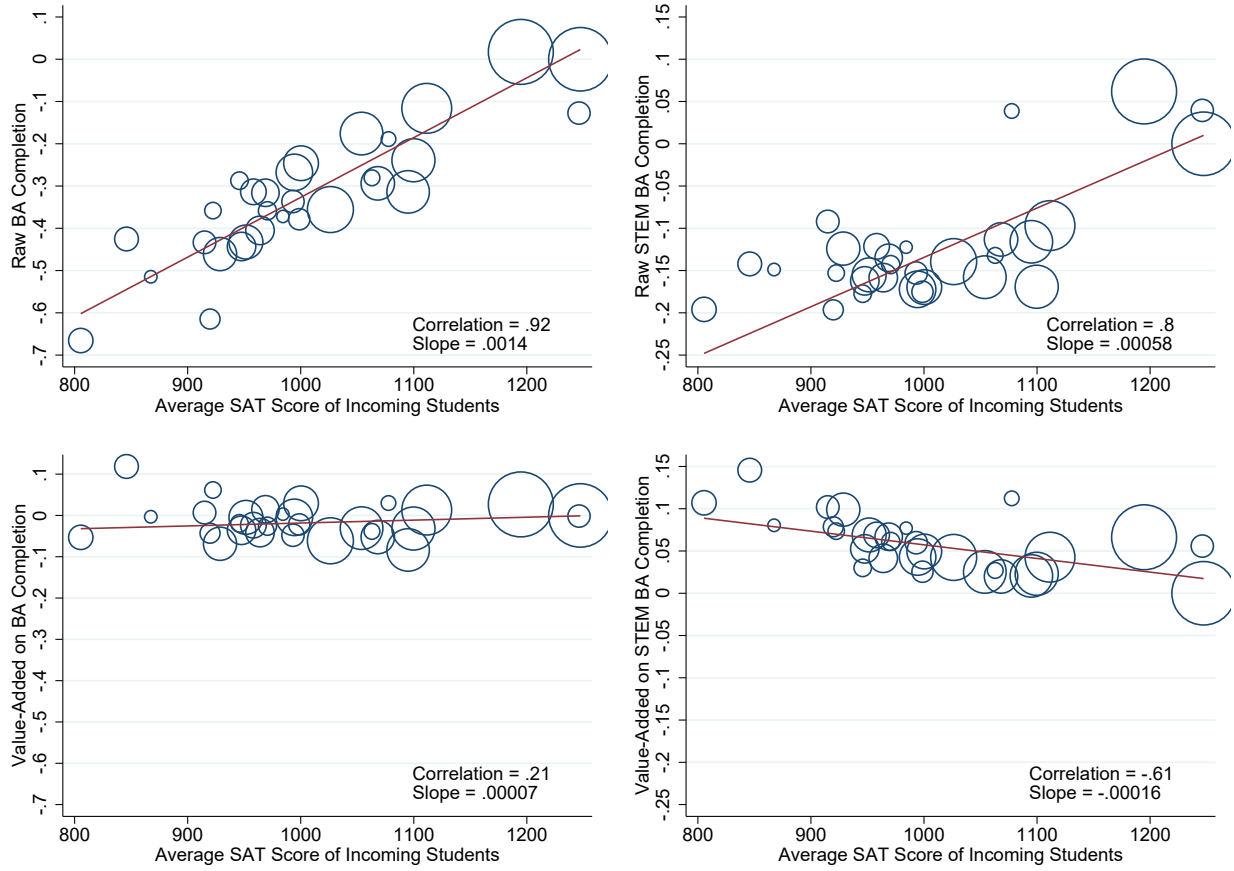 Raw BA Completion
.1
0
-.1
-.2
-.3
-.4
-.5
-.6
-.7
Correlation = .92
Slope = .0014
800 900 1000 1100 1200
Average SAT Score of Incoming Students
Raw STEM BA Completion
.15
.1
.05
0
-.05
-.1
-.15
-.2
-.25
Correlation = .8
Slope = .00058
800 900 1000 1100 1200
Average SAT Score of Incoming Students
Value-Added on BA Completion
.1
0
-.1
-.2
-.3
-.4
-.5
-.6
-.7
Correlation = .21
Slope = .00007
800 900 1000 1100 1200
Average SAT Score of Incoming Students
Value-Added on STEM BA Completion
.15
.1
.05
0
-.05
-.1
-.15
-.2
-.25
Correlation = -.61
Slope = -.00016
800 900 1000 1100 1200
Average SAT Score of Incoming Students